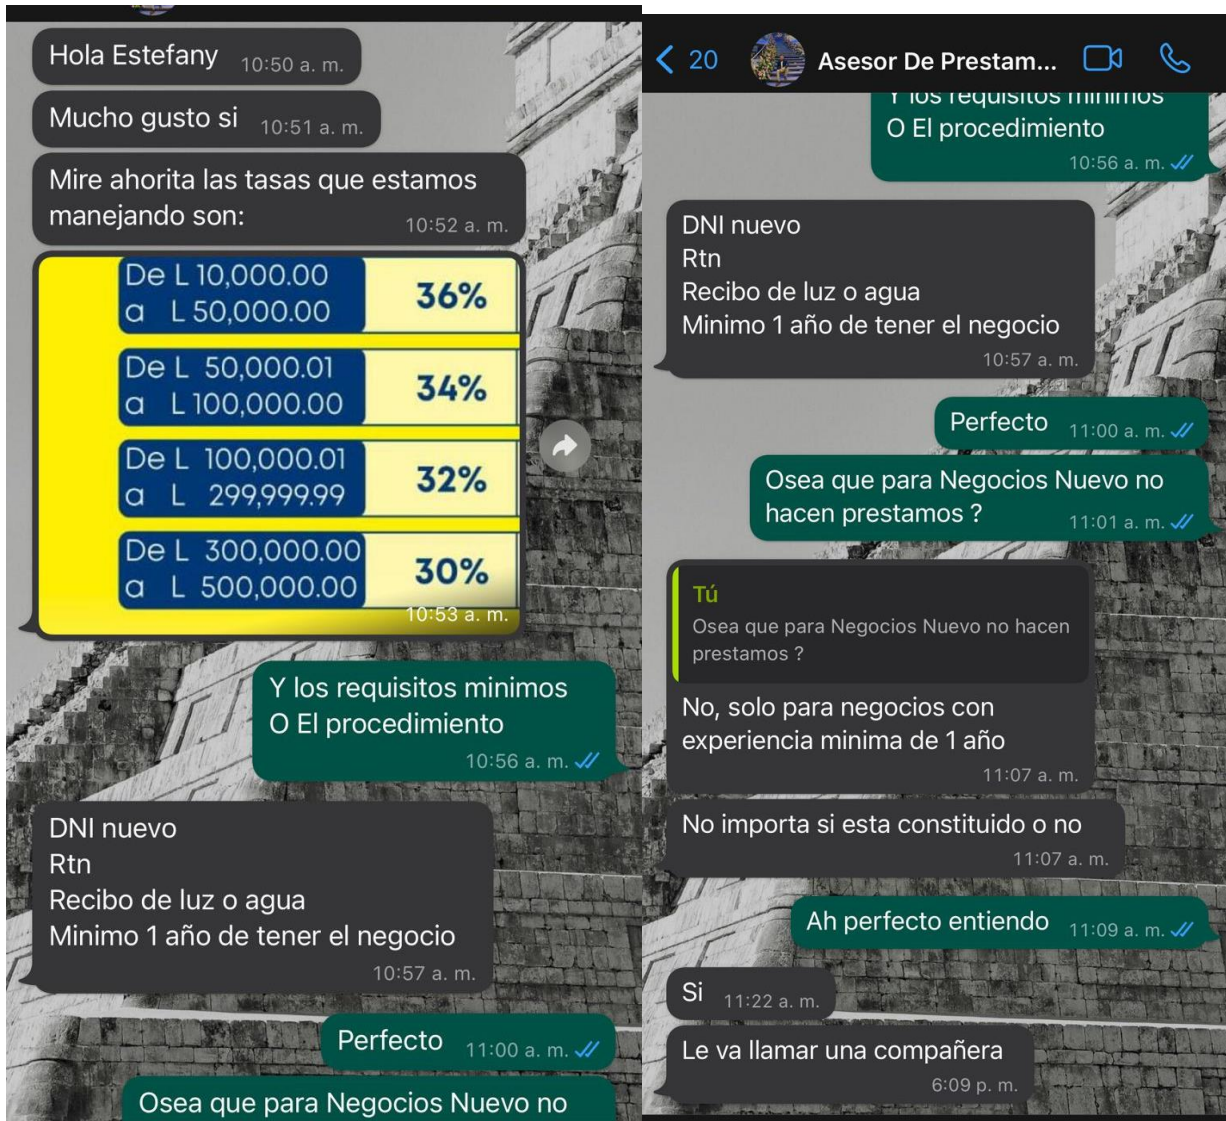 Hola Estefany 10:50 a. m.
Mucho gusto si 10:51 a. m.
Mire ahorita las tasas que estamos
manejando son: 10:52 a. m.
De L 10,000.00
a L 50,000.00
36%
De L 50,000.01
a L 100,000.00
34%
De L 100,000.01
a L 299,999.99
32%
De L 300,000.00
a L 500,000.00
30%
10:53 a. m.
Y los requisitos minimos
O El procedimiento
10:56 a. m.
DNI nuevo
Rtn
Recibo de luz o agua
Minimo 1 año de tener el negocio
10:57 a. m.
Perfecto 11:00 a. m.
Osea que para Negocios Nuevo no
20 Asesor De Prestam...
Y los requisitos minimos
O El procedimiento
10:56 a. m.
DNI nuevo
Rtn
Recibo de luz o agua
Minimo 1 año de tener el negocio
10:57 a. m.
Perfecto 11:00 a. m.
Osea que para Negocios Nuevo no
hacen prestamos ? 11:01 a. m.
Tú
Osea que para Negocios Nuevo no hacen
prestamos ?
No, solo para negocios con
experiencia minima de 1 año
11:07 a. m.
No importa si esta constituido o no
11:07 a. m.
Ah perfecto entiendo 11:09 a. m.
Si 11:22 a. m.
Le va llamar una compañera
6:09 p. m.